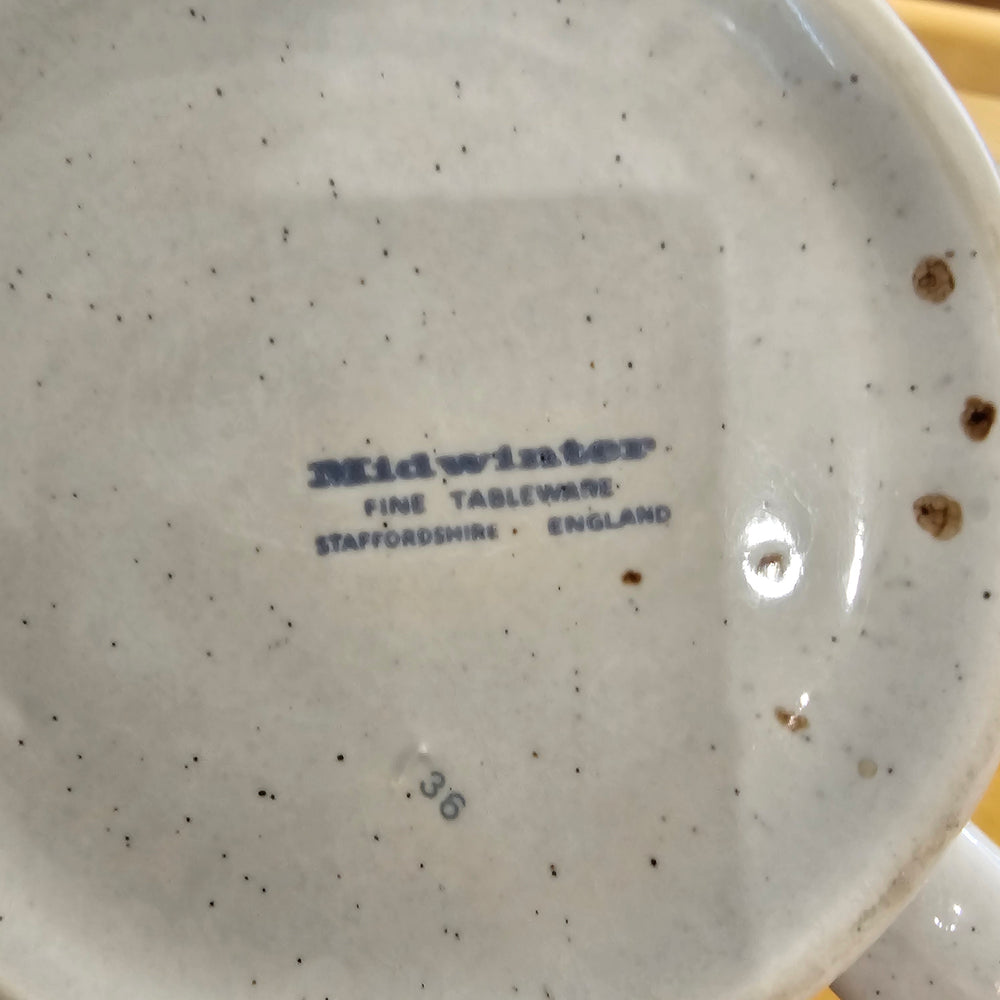 Midwinter
FINE TABLEWARE
STAFFORDSHIRE ENGLAND
36